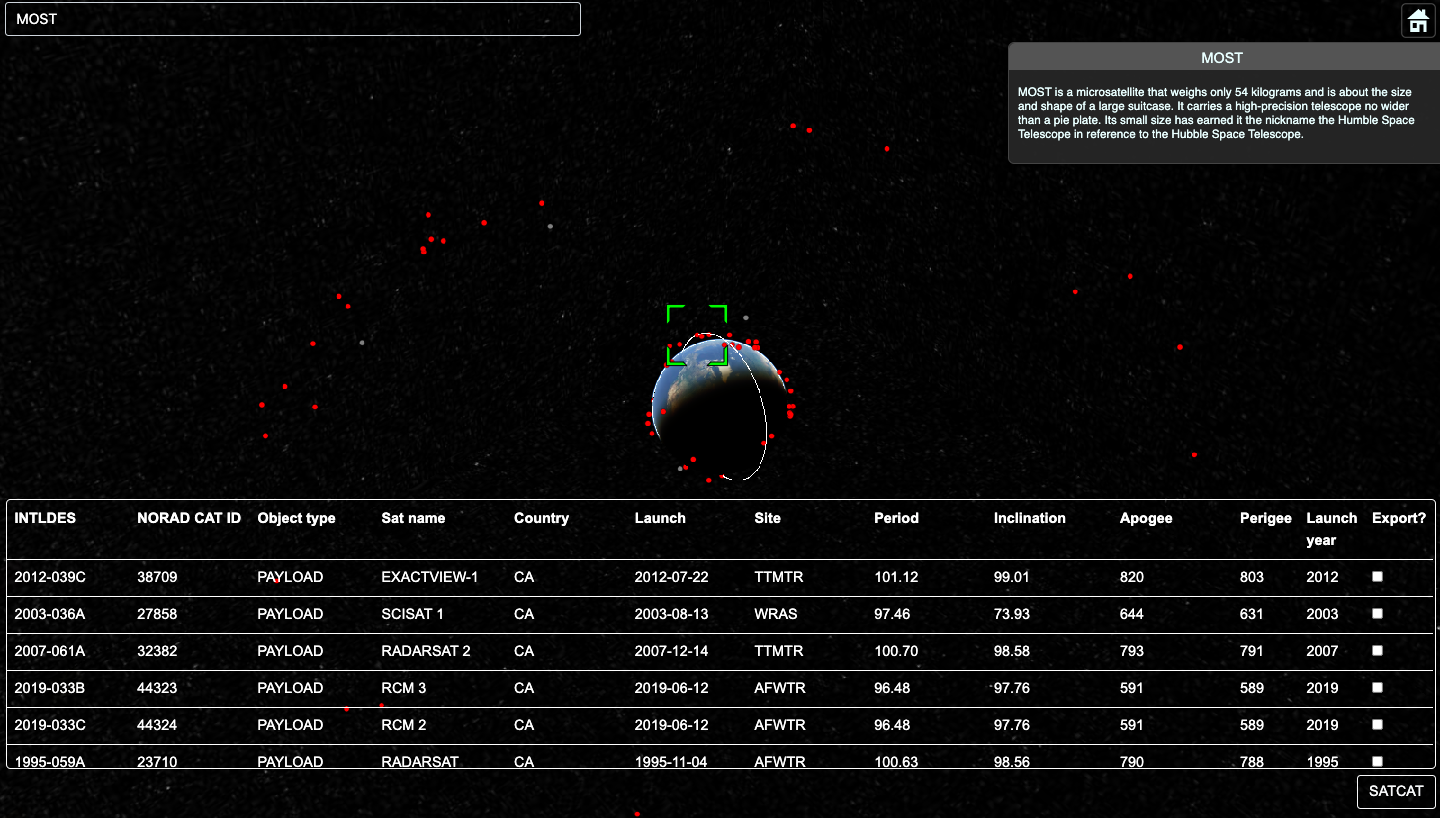 MOST
MOST
MOST is a microsatellite that weighs only 54 kilograms and is about the size
and shape of a large suitcase. It carries a high-precision telescope no wider
than a pie plate. Its small size has earned it the nickname the Humble Space
Telescope in reference to the Hubble Space Telescope.
INTLDES NORAD CAT ID Object type Sat name Country Launch Site Period Inclination Apogee Perigee Launch Export?
year
2012-039C 38709 PAYLOAD EXACTVIEW-1 CA 2012-07-22 TTMTR 101.12 99.01 820 803 2012
2003-036A 27858 PAYLOAD SCISAT 1 CA 2003-08-13 WRAS 97.46 73.93 644 631 2003
2007-061A 32382 PAYLOAD RADARSAT 2 CA 2007-12-14 TTMTR 100.70 98.58 793 791 2007
2019-033B 44323 PAYLOAD RCM 3 CA 2019-06-12 AFWTR 96.48 97.76 591 589 2019
2019-033C 44324 PAYLOAD RCM 2 CA 2019-06-12 AFWTR 96.48 97.76 591 589 2019
1995-059A 23710 PAYLOAD RADARSAT CA 1995-11-04 AFWTR 100.63 98.56 790 788 1995
SATCAT